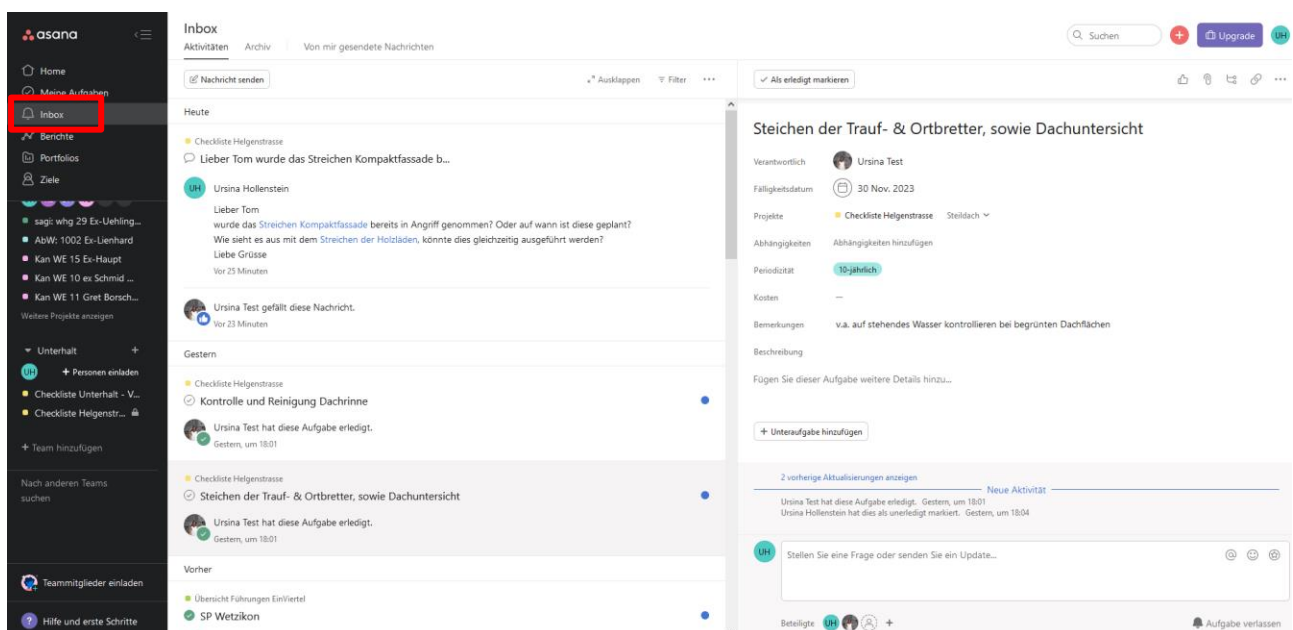 asana
Home
Meine Aufgaben
Inbox
Berichte
Portfolios
Ziele
sagi: whg 29 Ex-Uehling...
AbW: 1002 Ex-Lienhard
Kan WE 15 Ex-Haupt
Kan WE 10 ex Schmid ...
Kan WE 11 Gret Borsch...
Weitere Projekte anzeigen
Unterhalt +
UH + Personen einladen
Checkliste Unterhalt - V...
Checkliste Helgenstr...
+ Team hinzufügen
Nach anderen Teams
suchen
Teammitglieder einladen
? Hilfe und erste Schritte
Inbox
Aktivitäten Archiv Von mir gesendete Nachrichten
Suchen + Upgrade UH
Nachricht senden Ausklappen Filter ...
Heute
Checkliste Helgenstrasse
Lieber Tom wurde das Streichen Kompaktfassade b...
UH Ursina Hollenstein
Lieber Tom
wurde das Streichen Kompaktfassade bereits in Angriff genommen? Oder auf wann ist diese geplant?
Wie sieht es aus mit dem Streichen der Holzläden, könnte dies gleichzeitig ausgeführt werden?
Liebe Grüsse
Vor 25 Minuten
Ursina Test gefällt diese Nachricht.
Vor 23 Minuten
Gestern
Checkliste Helgenstrasse
Kontrolle und Reinigung Dachrinne
Ursina Test hat diese Aufgabe erledigt.
Gestern, um 18:01
Checkliste Helgenstrasse
Steichen der Trauf- & Ortbretter, sowie Dachuntersicht
Ursina Test hat diese Aufgabe erledigt.
Gestern, um 18:01
Vorher
Übersicht Führungen EinViertel
SP Wetzikon
Als erledigt markieren ...
Steichen der Trauf- & Ortbretter, sowie Dachuntersicht
Verantwortlich Ursina Test
Fälligkeitsdatum 30 Nov. 2023
Projekte Checkliste Helgenstrasse Steildach
Abhängigkeiten Abhängigkeiten hinzufügen
Periodizität 10-jährlich
Kosten —
Bemerkungen v.a. auf stehendes Wasser kontrollieren bei begrünten Dachflächen
Beschreibung
Fügen Sie dieser Aufgabe weitere Details hinzu...
+ Unteraufgabe hinzufügen
2 vorherige Aktualisierungen anzeigen
Neue Aktivität
Ursina Test hat diese Aufgabe erledigt. Gestern, um 18:01
Ursina Hollenstein hat dies als unerledigt markiert. Gestern, um 18:04
UH Stellen Sie eine Frage oder senden Sie ein Update...
Beteiligte UH + Aufgabe verlassen